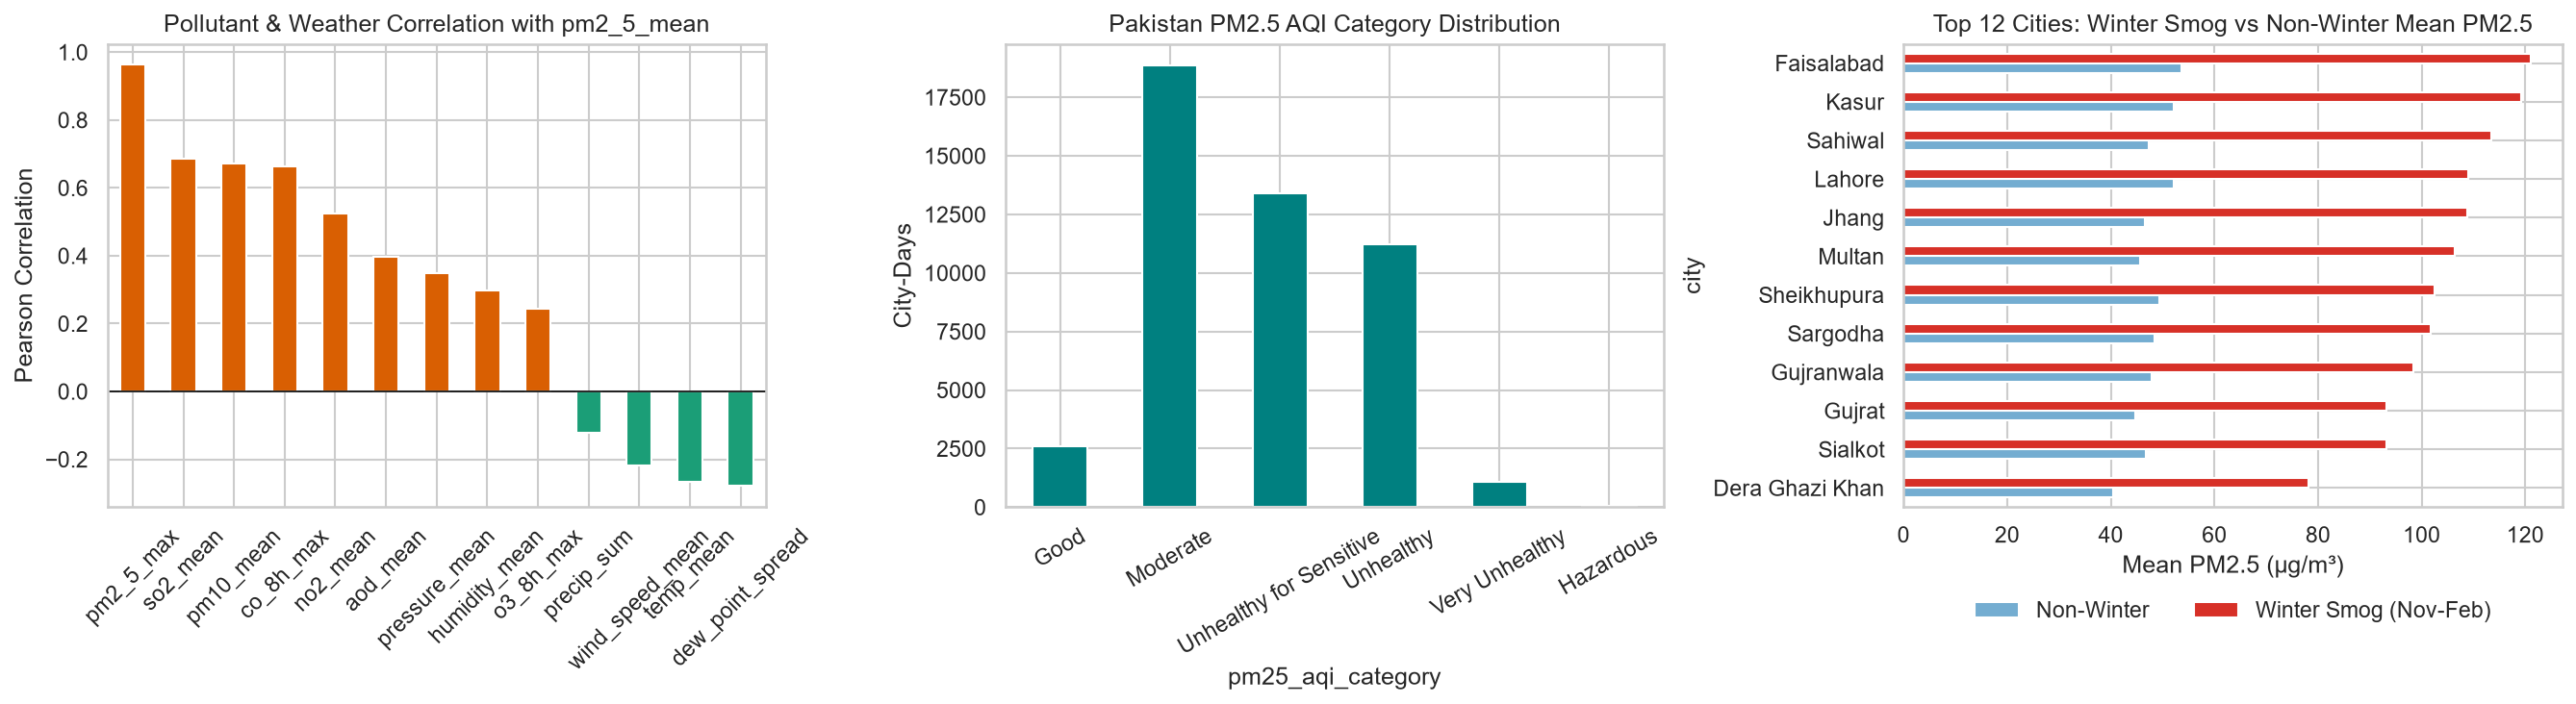 Pollutant & Weather Correlation with pm2_5_mean
Pearson Correlation
1.0
0.8
0.6
0.4
0.2
0.0
−0.2
pm2_5_max
so2_mean
pm10_mean
co_8h_max
no2_mean
aod_mean
pressure_mean
humidity_mean
o3_8h_max
precip_sum
wind_speed_mean
temp_mean
dew_point_spread
Pakistan PM2.5 AQI Category Distribution
City-Days
17500
15000
12500
10000
7500
5000
2500
0
Good
Moderate
Unhealthy for Sensitive
Unhealthy
Very Unhealthy
Hazardous
pm25_aqi_category
Top 12 Cities: Winter Smog vs Non-Winter Mean PM2.5
city
Faisalabad
Kasur
Sahiwal
Lahore
Jhang
Multan
Sheikhupura
Sargodha
Gujranwala
Gujrat
Sialkot
Dera Ghazi Khan
0 20 40 60 80 100 120
Mean PM2.5 (µg/m³)
Non-Winter Winter Smog (Nov-Feb)